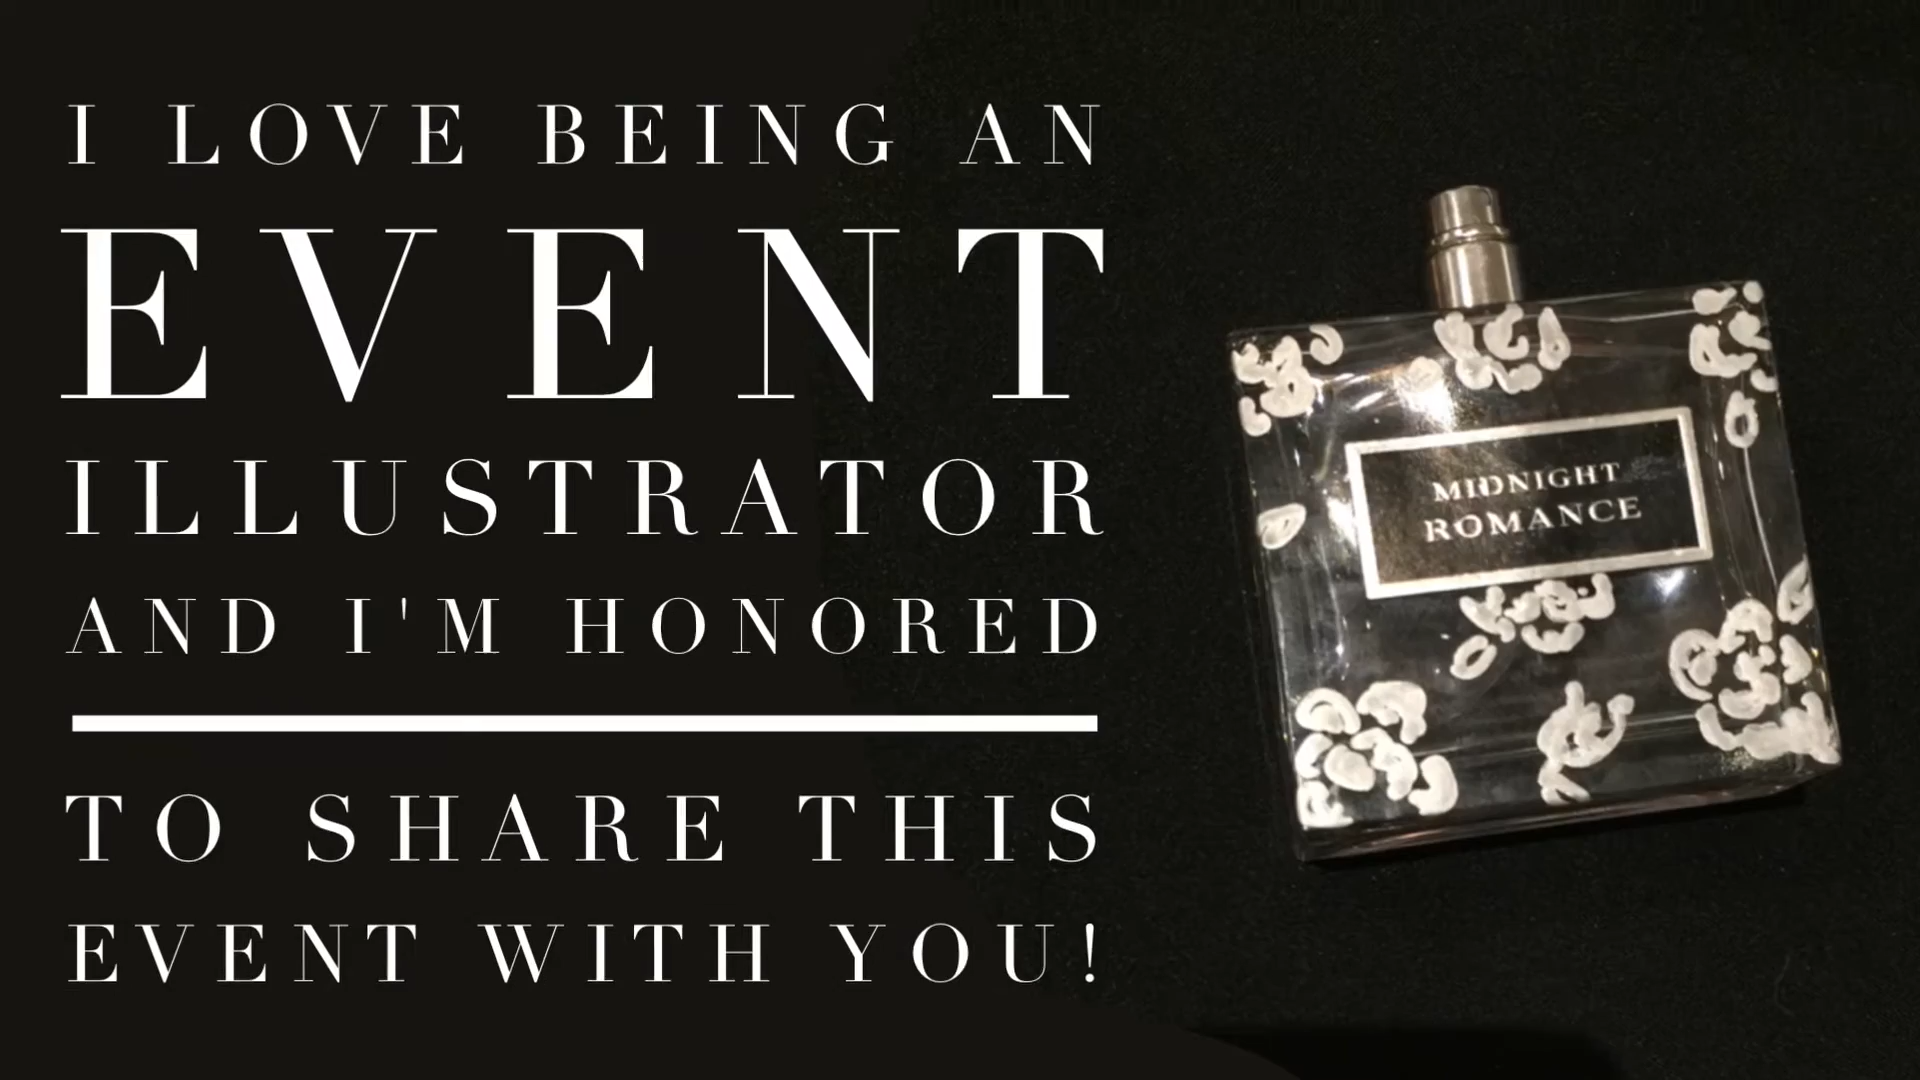 I LOVE BEING AN
EVENT
ILLUSTRATOR
AND I'M HONORED
TO SHARE THIS
EVENT WITH YOU!
MIDNIGHT
ROMANCE